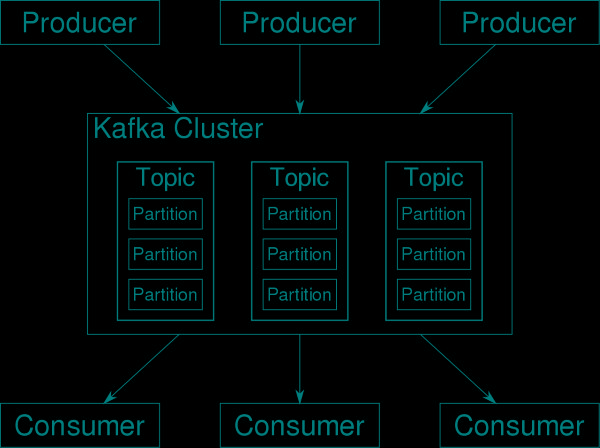 Producer Producer Producer
Kafka Cluster
Topic Topic Topic
Partition Partition Partition
Partition Partition Partition
Partition Partition Partition
Consumer Consumer Consumer